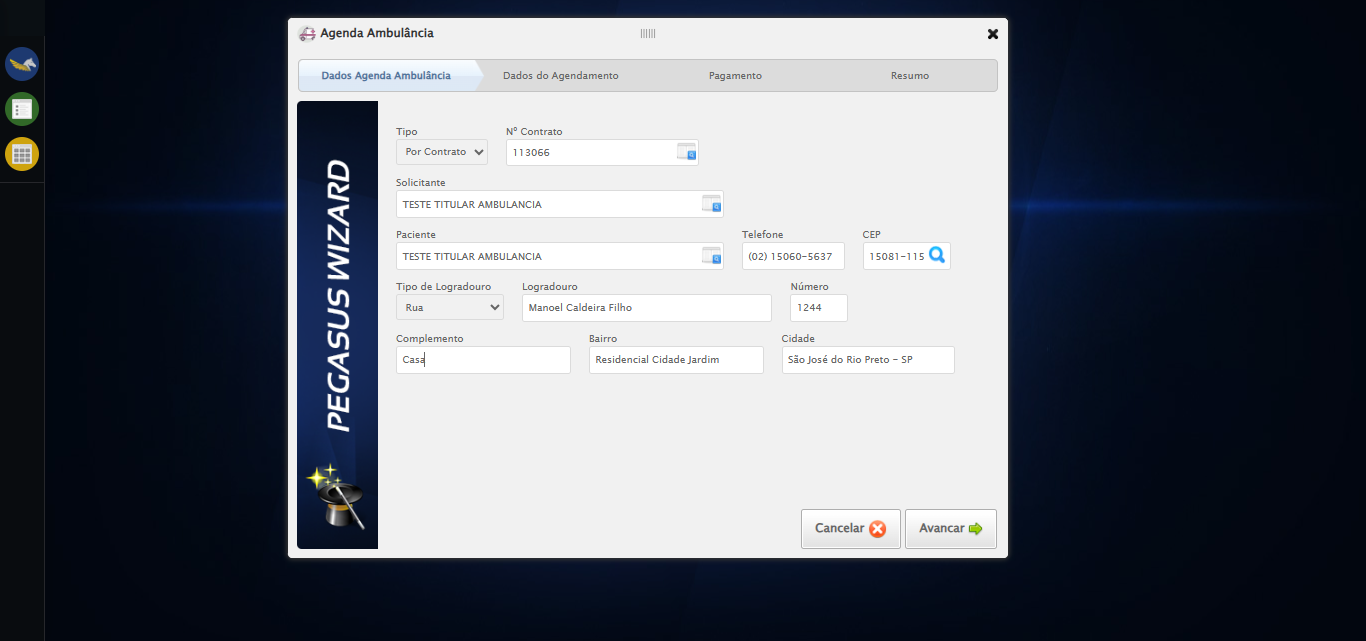 Agenda Ambulância
Dados Agenda Ambulância Dados do Agendamento Pagamento Resumo
PEGASUS WIZARD
Tipo Nº Contrato
Por Contrato 113066
Solicitante
TESTE TITULAR AMBULANCIA
Paciente Telefone CEP
TESTE TITULAR AMBULANCIA (02) 15060-5637 15081-115
Tipo de Logradouro Logradouro Número
Rua Manoel Caldeira Filho 1244
Complemento Bairro Cidade
Casa Residencial Cidade Jardim São José do Rio Preto - SP
Cancelar Avancar